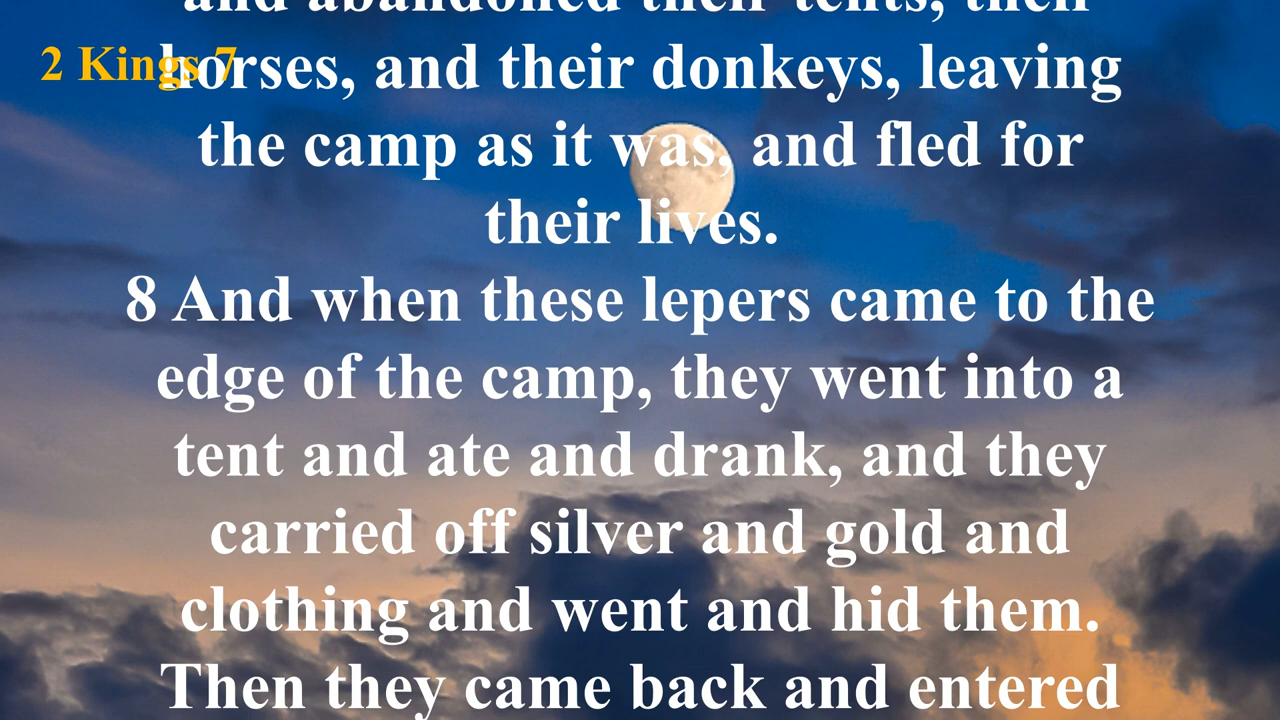 and abandoned their tents, their
2 Kings 7
horses, and their donkeys, leaving
the camp as it was, and fled for
their lives.
8 And when these lepers came to the
edge of the camp, they went into a
tent and ate and drank, and they
carried off silver and gold and
clothing and went and hid them.
Then they came back and entered